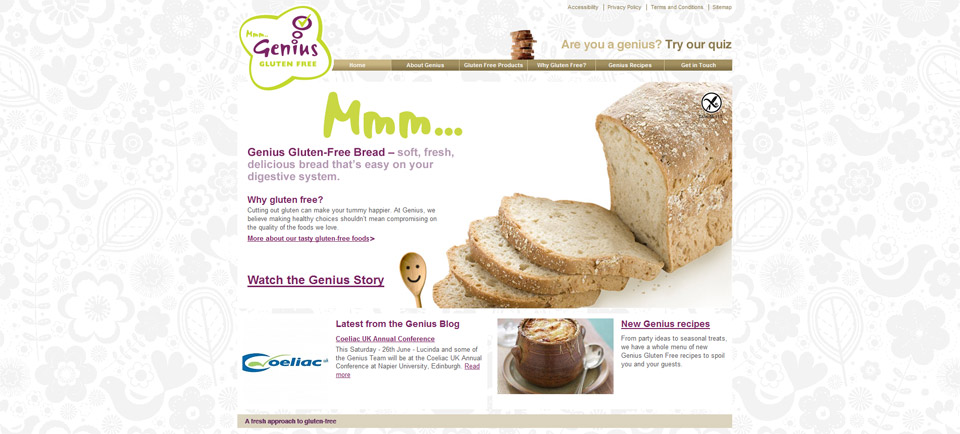 Accessibility | Privacy Policy | Terms and Conditions | Sitemap
Mmm...
Genius
GLUTEN FREE
Are you a genius? Try our quiz
Home
About Genius
Gluten Free Products
Why Gluten Free?
Genius Recipes
Get in Touch
Mmm...
Genius Gluten-Free Bread – soft, fresh,
delicious bread that's easy on your
digestive system.
Why gluten free?
Cutting out gluten can make your tummy happier. At Genius, we
believe making healthy choices shouldn't mean compromising on
the quality of the foods we love.
More about our tasty gluten-free foods>
Watch the Genius Story
Latest from the Genius Blog
Coeliac UK Annual Conference
This Saturday - 26th June - Lucinda and some of
the Genius Team will be at the Coeliac UK Annual
Conference at Napier University, Edinburgh. Read
more
Coeliac UK
New Genius recipes
From party ideas to seasonal treats,
we have a whole menu of new
Genius Gluten Free recipes to spoil
you and your guests.
A fresh approach to gluten-free